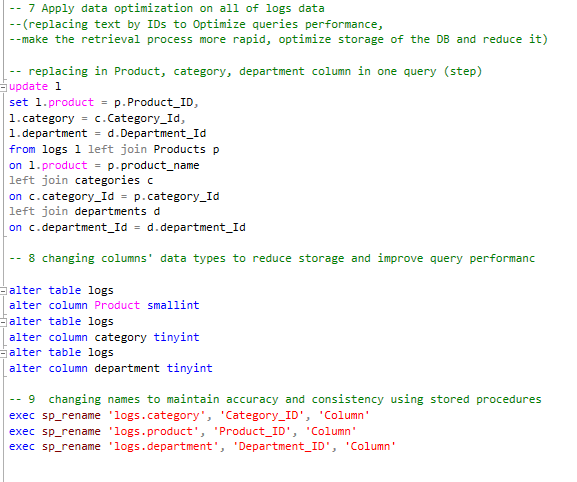 -- 7 Apply data optimization on all of logs data
--(replacing text by IDs to Optimize queries performance,
--make the retrieval process more rapid, optimize storage of the DB and reduce it)
-- replacing in Product, category, department column in one query (step)
update l
set l.product = p.Product_ID,
l.category = c.Category_Id,
l.department = d.Department_Id
from logs l left join Products p
on l.product = p.product_name
left join categories c
on c.category_Id = p.category_Id
left join departments d
on c.department_Id = d.department_Id
-- 8 changing columns' data types to reduce storage and improve query performanc
alter table logs
alter column Product smallint
alter table logs
alter column category tinyint
alter table logs
alter column department tinyint
-- 9  changing names to maintain accuracy and consistency using stored procedures
exec sp_rename 'logs.category', 'Category_ID', 'Column'
exec sp_rename 'logs.product', 'Product_ID', 'Column'
exec sp_rename 'logs.department', 'Department_ID', 'Column'